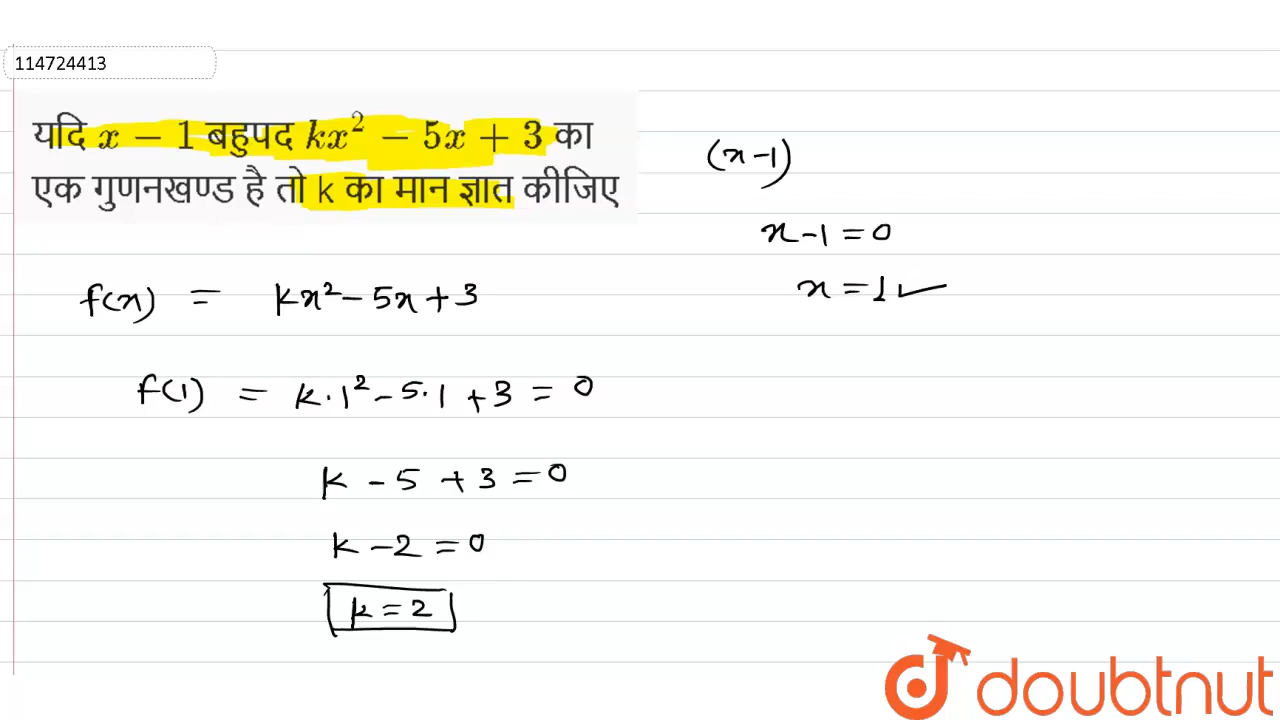 114724413
यदि x − 1 बहुपद kx² − 5x + 3 का
एक गुणनखण्ड है तो k का मान ज्ञात कीजिए
(x-1)
x-1=0
x=1✓
f(x) = kx²-5x+3
f(1) = k.1²-5.1+3=0
k-5+3=0
k-2=0
k=2
doubtnut